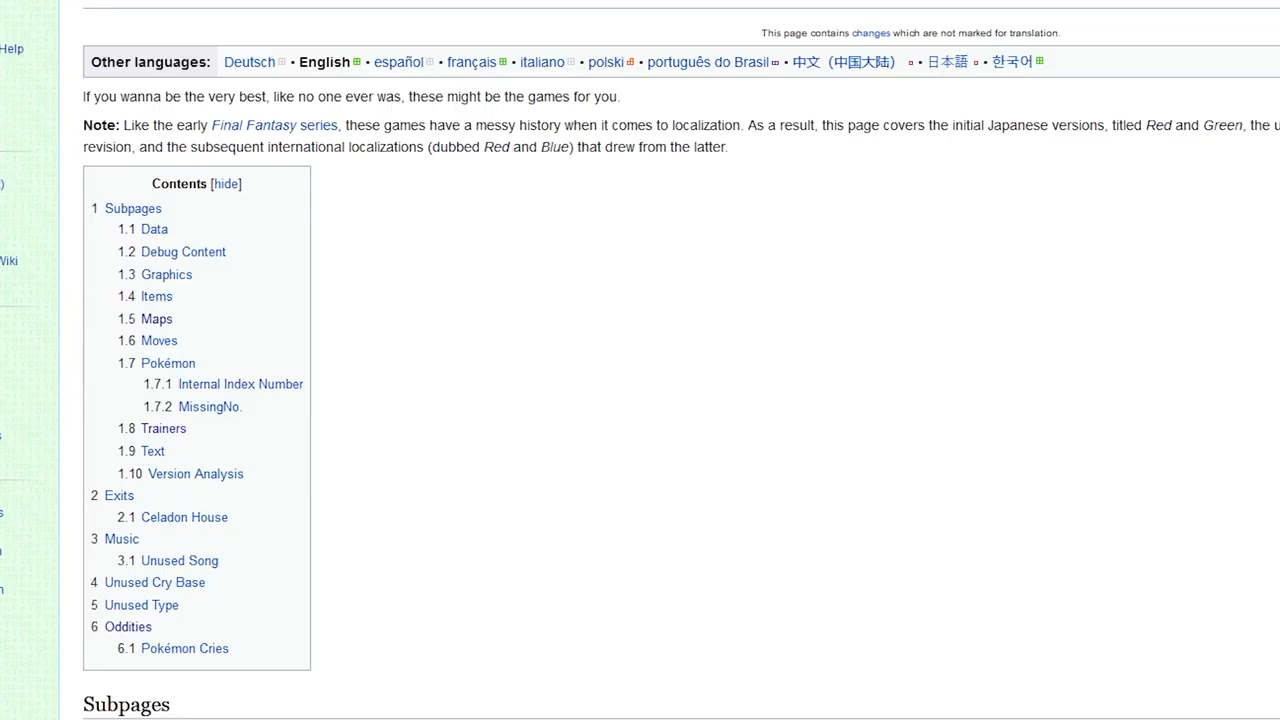 This page contains changes which are not marked for translation.
Help
Other languages: Deutsch • English • español • français • italiano • polski • português do Brasil • 中文（中国大陆） • 日本語 • 한국어
If you wanna be the very best, like no one ever was, these might be the games for you.
Note: Like the early Final Fantasy series, these games have a messy history when it comes to localization. As a result, this page covers the initial Japanese versions, titled Red and Green, the
revision, and the subsequent international localizations (dubbed Red and Blue) that drew from the latter.
Contents [hide]
1 Subpages
1.1 Data
1.2 Debug Content
Wiki
1.3 Graphics
1.4 Items
1.5 Maps
1.6 Moves
1.7 Pokémon
1.7.1 Internal Index Number
1.7.2 MissingNo.
1.8 Trainers
1.9 Text
1.10 Version Analysis
2 Exits
2.1 Celadon House
3 Music
3.1 Unused Song
4 Unused Cry Base
5 Unused Type
6 Oddities
6.1 Pokémon Cries
Subpages